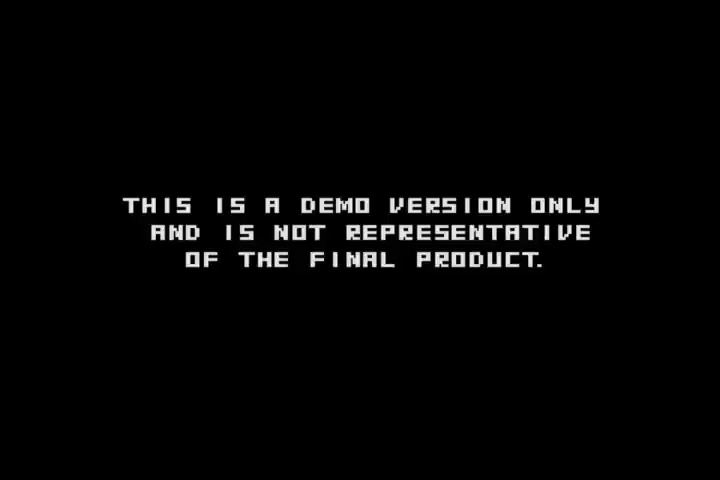 THIS IS A DEMO VERSION ONLY
AND IS NOT REPRESENTATIVE
OF THE FINAL PRODUCT.